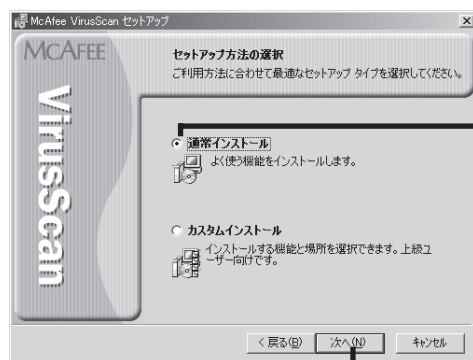 McAfee VirusScan セットアップ
MCAFEE
VirusScan
セットアップ方法の選択
ご利用方法に合わせて最適なセットアップ タイプを選択してください。
通常インストール
よく使う機能をインストールします。
カスタムインストール
インストールする機能と場所を選択できます。上級ユ
ーザー向けです。
< 戻る(B)
次へ(N)
キャンセル